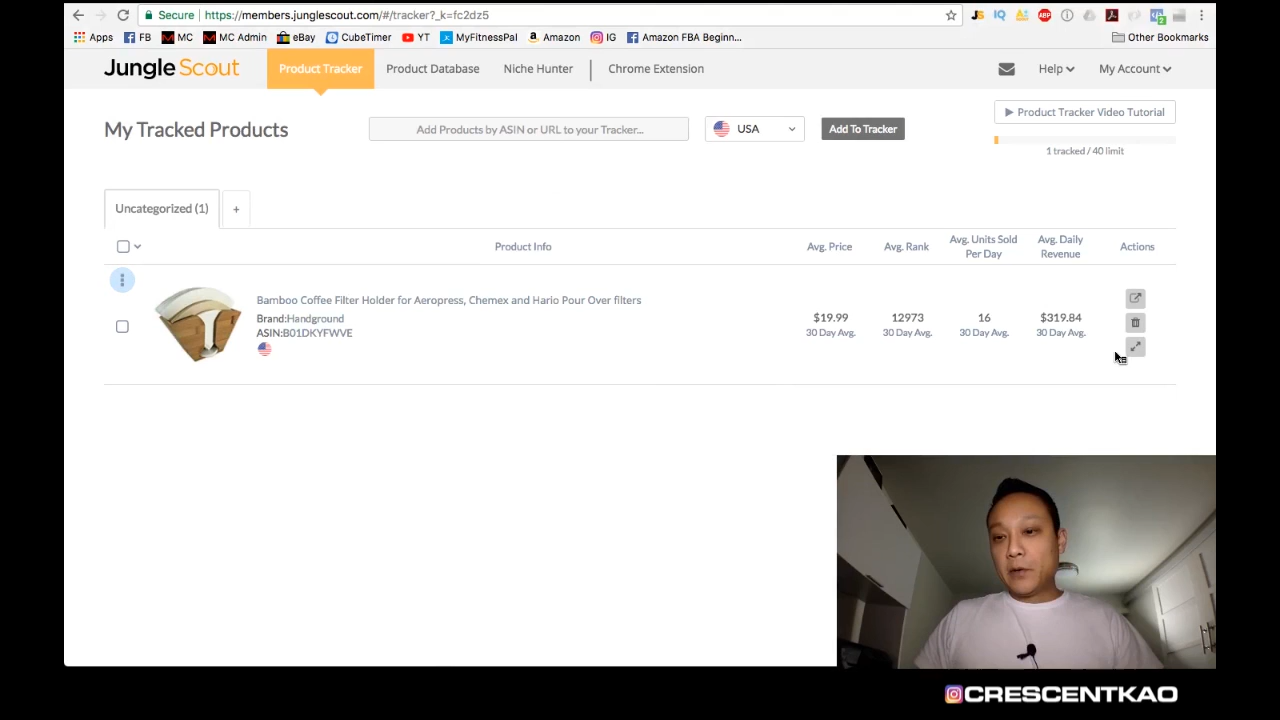 Secure https://members.junglescout.com/#/tracker?_k=fc2dz5
Apps FB MC MC Admin eBay CubeTimer YT MyFitnessPal Amazon IG Amazon FBA Beginn... Other Bookmarks
Jungle Scout Product Tracker Product Database Niche Hunter Chrome Extension Help My Account
Product Tracker Video Tutorial
My Tracked Products Add Products by ASIN or URL to your Tracker... USA Add To Tracker
1 tracked / 40 limit
Uncategorized (1) +
Product Info Avg. Price Avg. Rank Avg. Units Sold Per Day Avg. Daily Revenue Actions
Bamboo Coffee Filter Holder for Aeropress, Chemex and Hario Pour Over filters
Brand:Handground
ASIN:B01DKYFWVE
$19.99 12973 16 $319.84
30 Day Avg. 30 Day Avg. 30 Day Avg. 30 Day Avg.
CRESCENTKAO